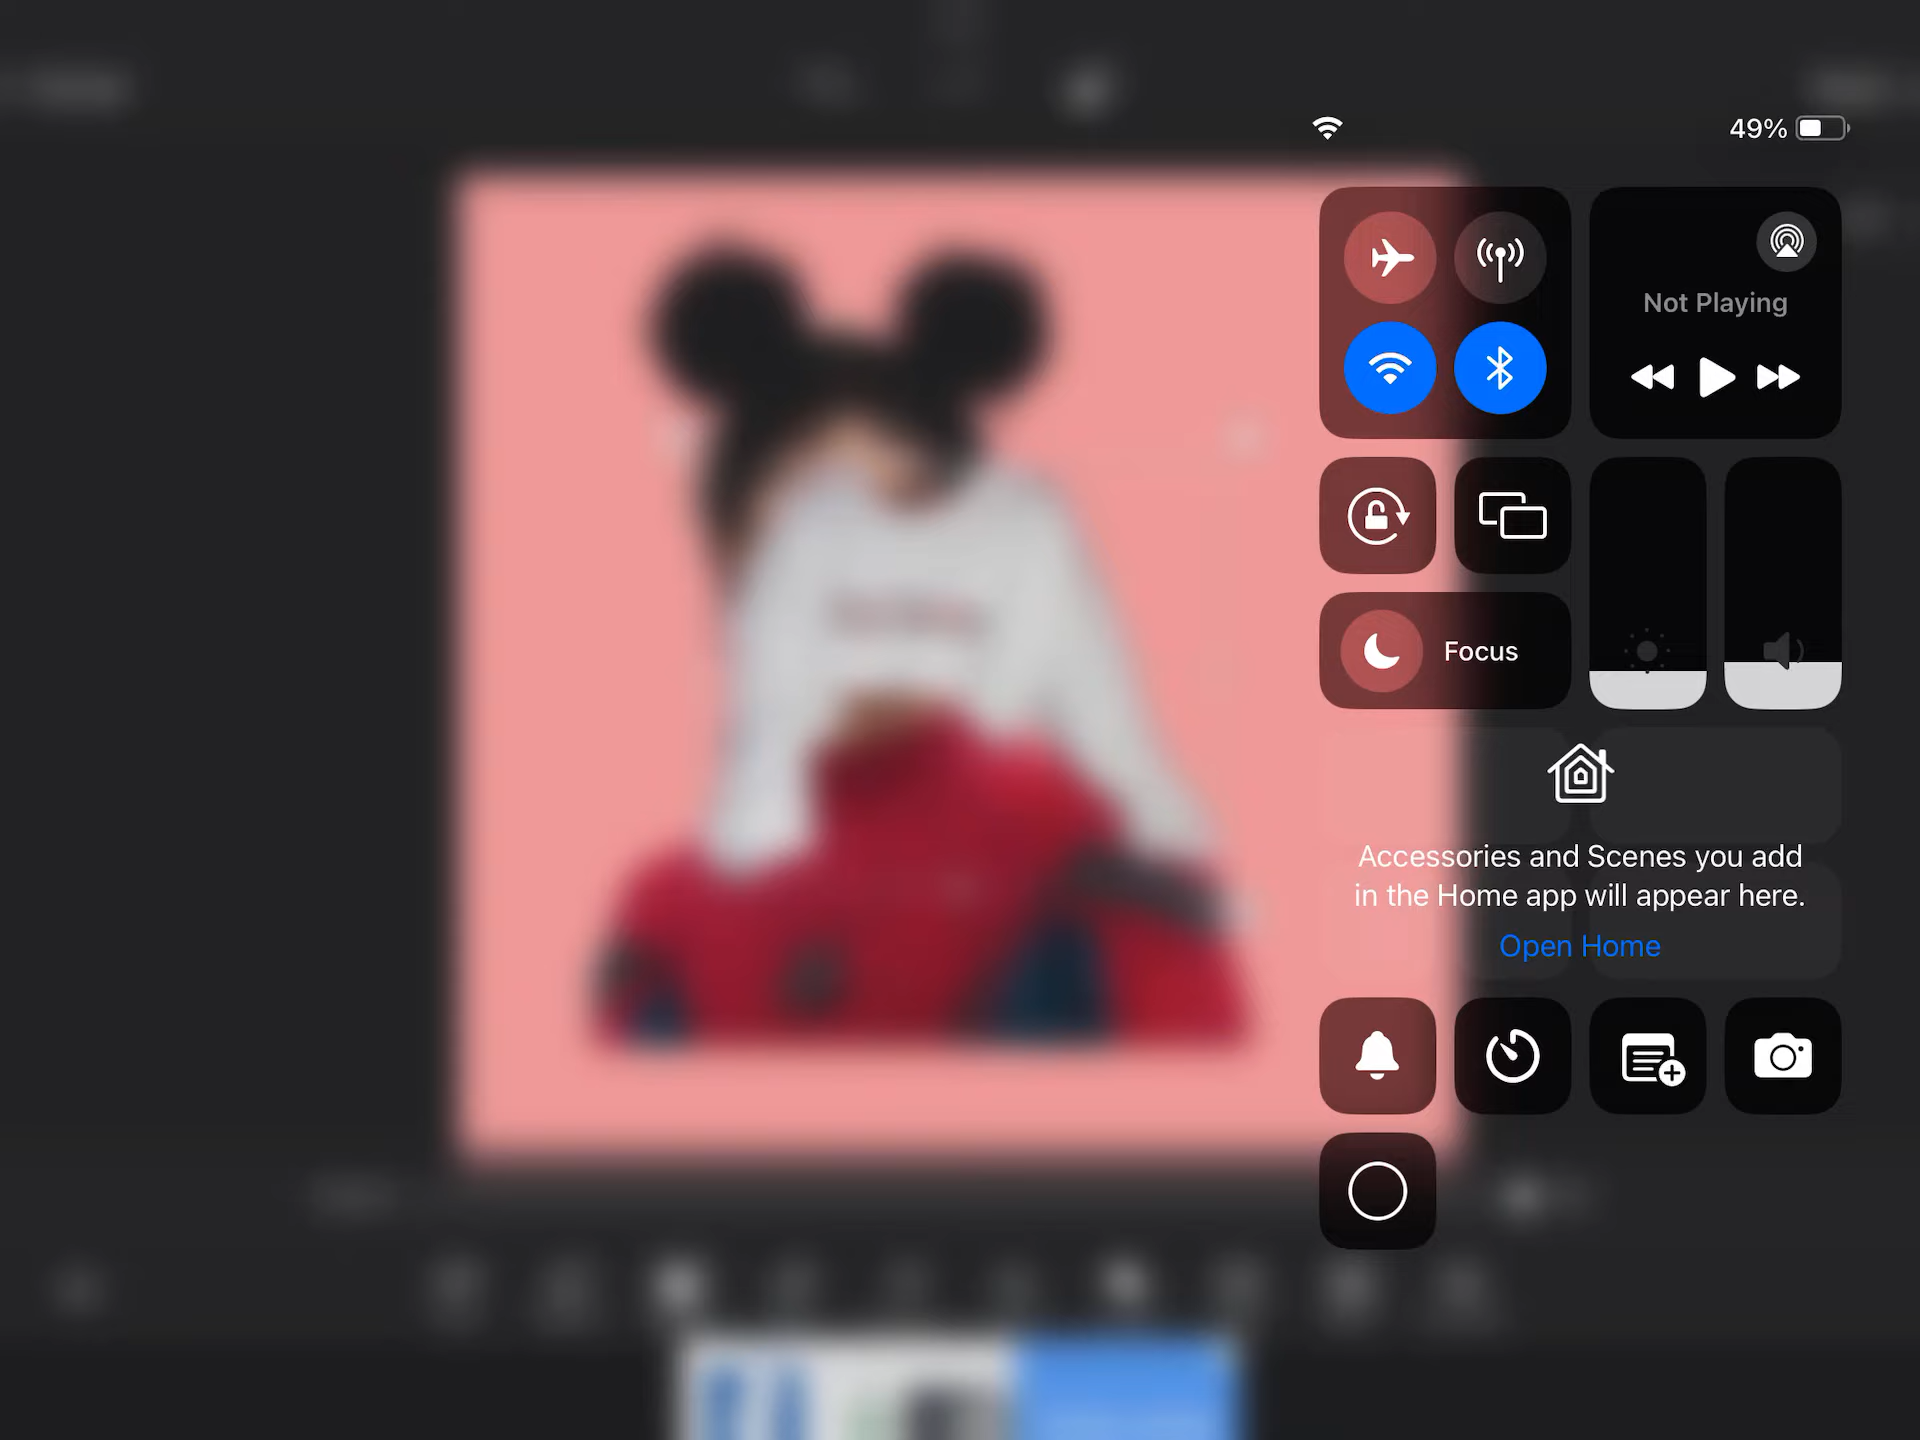 49%
Not Playing
Focus
Accessories and Scenes you add
in the Home app will appear here.
Open Home